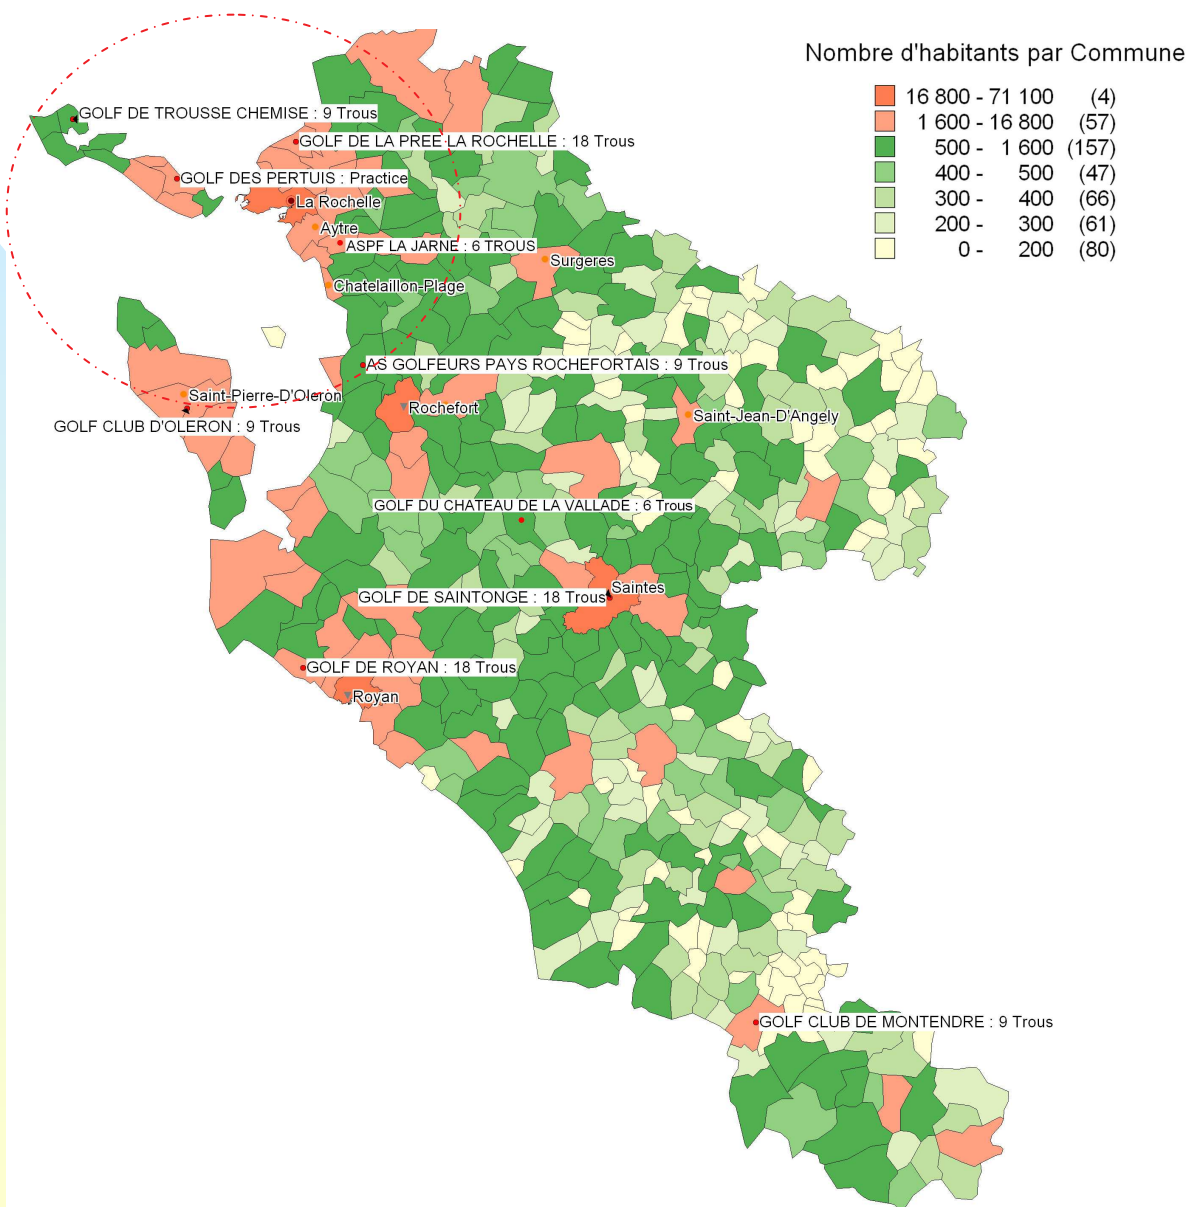 Nombre d'habitants par Commune
16 800 - 71 100 (4)
1 600 - 16 800 (57)
500 - 1 600 (157)
400 - 500 (47)
300 - 400 (66)
200 - 300 (61)
0 - 200 (80)
GOLF DE TROUSSE CHEMISE : 9 Trous
GOLF DE LA PREE LA ROCHELLE : 18 Trous
GOLF DES PERTUIS : Practice
La Rochelle
Aytre
ASPF LA JARNE : 6 TROUS
Surgeres
Chatelaillon-Plage
AS GOLFEURS PAYS ROCHEFORTAIS : 9 Trous
Saint-Pierre-D'Oleron
Rochefort
Saint-Jean-D'Angely
GOLF CLUB D'OLERON : 9 Trous
GOLF DU CHATEAU DE LA VALLADE : 6 Trous
Saintes
GOLF DE SAINTONGE : 18 Trous
GOLF DE ROYAN : 18 Trous
Royan
GOLF CLUB DE MONTENDRE : 9 Trous